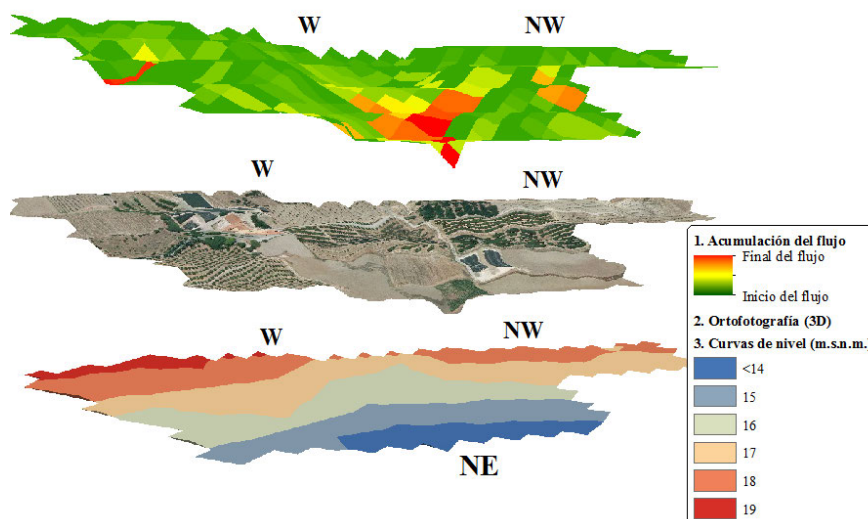 W
NW
W
NW
W
NW
NE
1. Acumulación del flujo
Final del flujo
Inicio del flujo
2. Ortofotografía (3D)
3. Curvas de nivel (m.s.n.m.)
<14
15
16
17
18
19